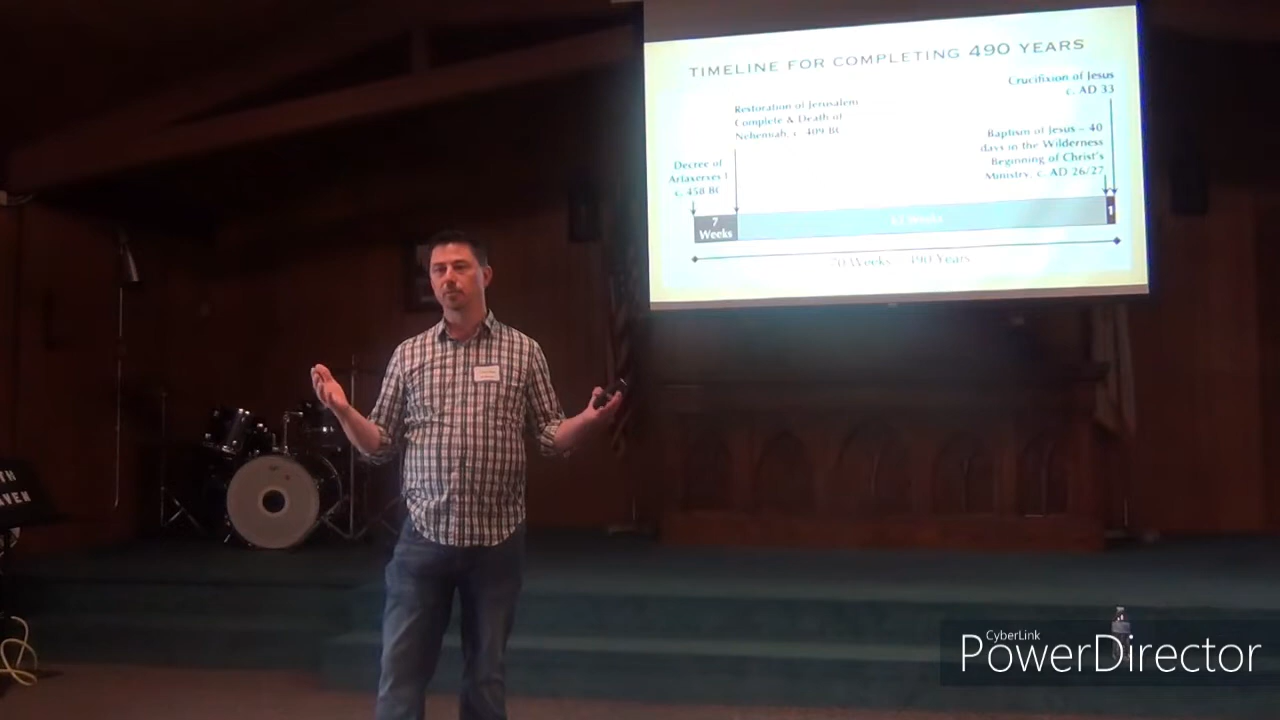 TIMELINE FOR COMPLETING 490 YEARS
Crucifixion of Jesus
c. AD 33
Restoration of Jerusalem
Complete & Death of
Nehemiah, c. 409 BC
Baptism of Jesus – 40
days in the Wilderness
Beginning of Christ's
Ministry, c. AD 26/27
Decree of
Artaxerxes I
c. 458 BC
7
Weeks
62 Weeks
1
70 Weeks 490 Years
TH
AVEN
CyberLink
PowerDirector